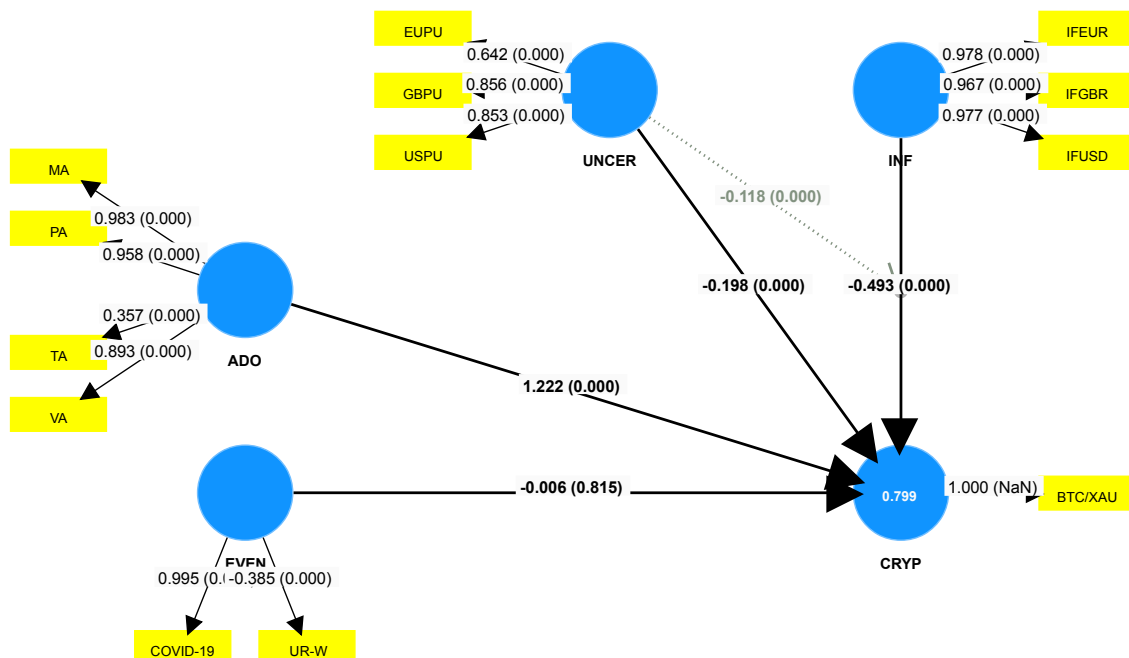 EUPU
0.642 (0.000)
GBPU
0.856 (0.000)
USPU
0.853 (0.000)
UNCER
IFEUR
0.978 (0.000)
IFGBR
0.967 (0.000)
IFUSD
0.977 (0.000)
INF
-0.118 (0.000)
-0.198 (0.000)
-0.493 (0.000)
MA
0.983 (0.000)
PA
0.958 (0.000)
TA
0.357 (0.000)
VA
0.893 (0.000)
ADO
1.222 (0.000)
-0.006 (0.815)
EVEN
0.995 (0.
-0.385 (0.000)
COVID-19
UR-W
0.799
CRYP
1.000 (NaN)
BTC/XAU